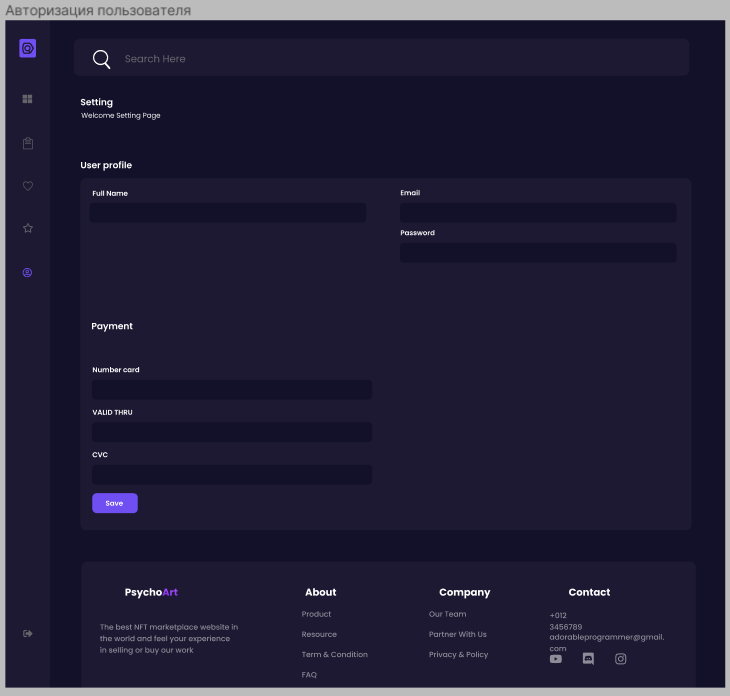 Авторизация пользователя
Search Here
Setting
Welcome Setting Page
User profile
Full Name
Email
Password
Payment
Number card
VALID THRU
CVC
Save
PsychoArt
The best NFT marketplace website in
the world and feel your experience
in selling or buy our work
About
Product
Resource
Term & Condition
FAQ
Company
Our Team
Partner With Us
Privacy & Policy
Contact
+012
3456789
adorableprogrammer@gmail.
com